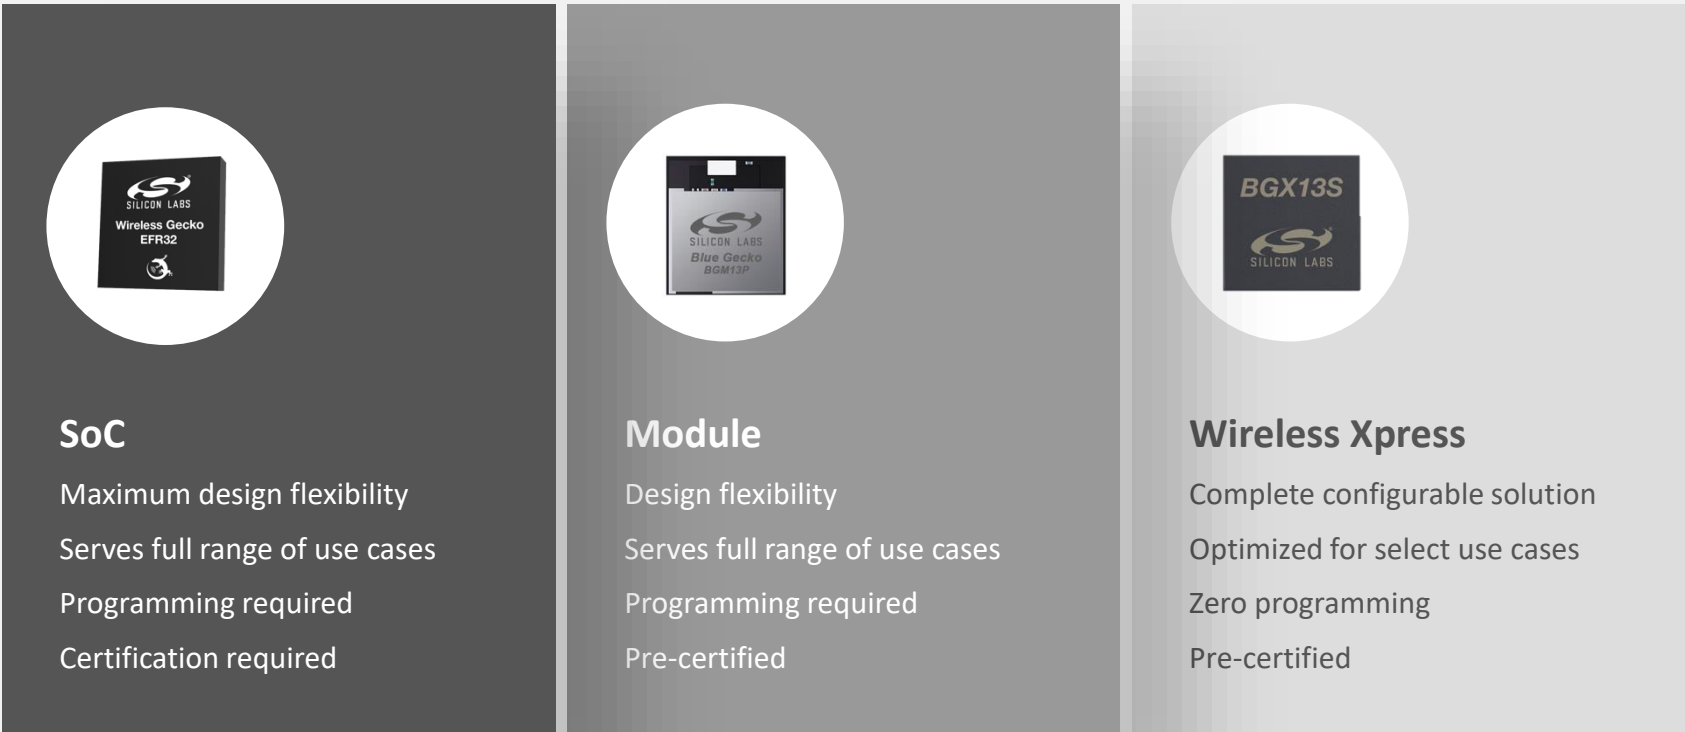 SILICON LABS
Wireless Gecko
EFR32
SoC
Maximum design flexibility
Serves full range of use cases
Programming required
Certification required
SILICON LABS
Blue Gecko
BGM13P
Module
Design flexibility
Serves full range of use cases
Programming required
Pre-certified
BGX13S
SILICON LABS
Wireless Xpress
Complete configurable solution
Optimized for select use cases
Zero programming
Pre-certified